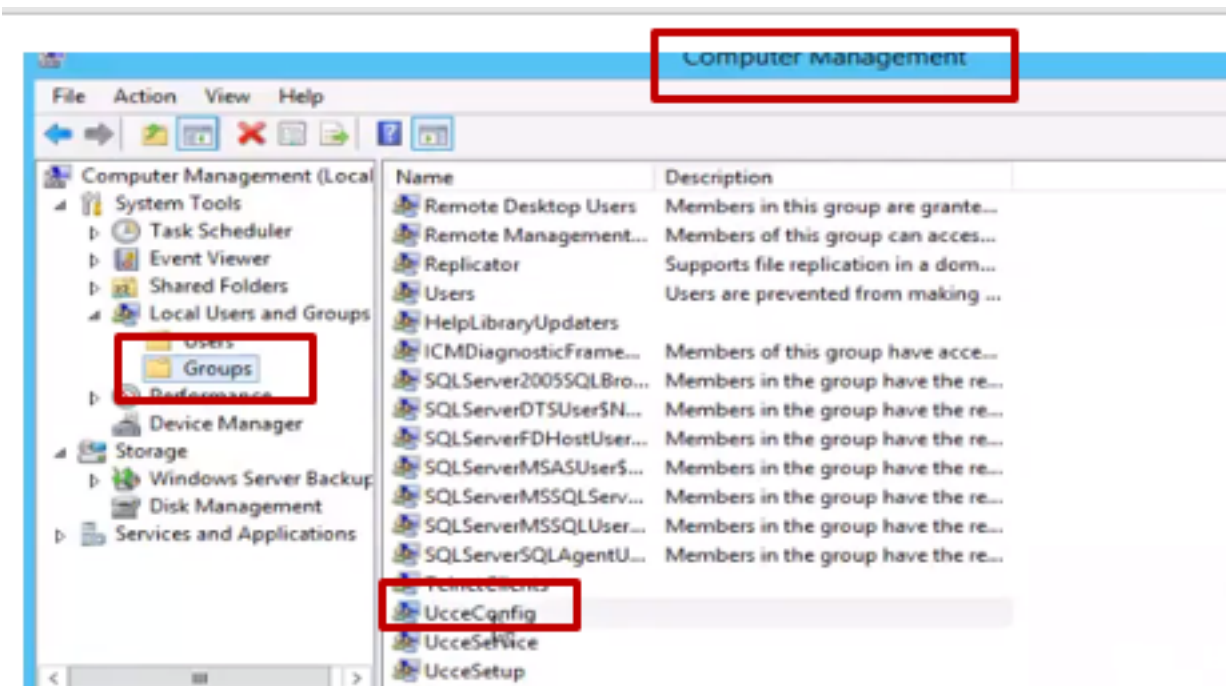 Computer Management
File Action View Help
Computer Management (Local
System Tools
Task Scheduler
Event Viewer
Shared Folders
Local Users and Groups
Users
Groups
Performance
Device Manager
Storage
Windows Server Backup
Disk Management
Services and Applications
Name Description
Remote Desktop Users Members in this group are grante...
Remote Management... Members of this group can acces...
Replicator Supports file replication in a dom...
Users Users are prevented from making ...
HelpLibraryUpdaters
ICMDiagnosticFrame... Members of this group have acce...
SQLServer2005SQLBro... Members in the group have the re...
SQLServerDTSUser$N... Members in the group have the re...
SQLServerFDHostUser... Members in the group have the re...
SQLServerMSASUser$... Members in the group have the re...
SQLServerMSSQLServ... Members in the group have the re...
SQLServerMSSQLUser... Members in the group have the re...
SQLServerSQLAgentU... Members in the group have the re...
TelnetClients
UcceConfig
UcceService
UcceSetup